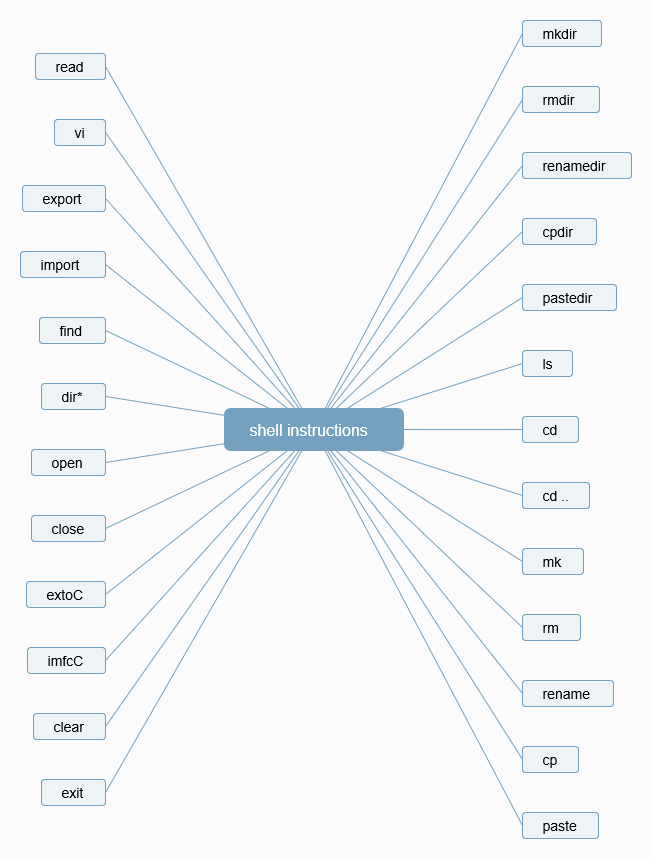 read
vi
export
import
find
dir*
open
close
extoC
imfcC
clear
exit
shell instructions
mkdir
rmdir
renamedir
cpdir
pastedir
ls
cd
cd ..
mk
rm
rename
cp
paste